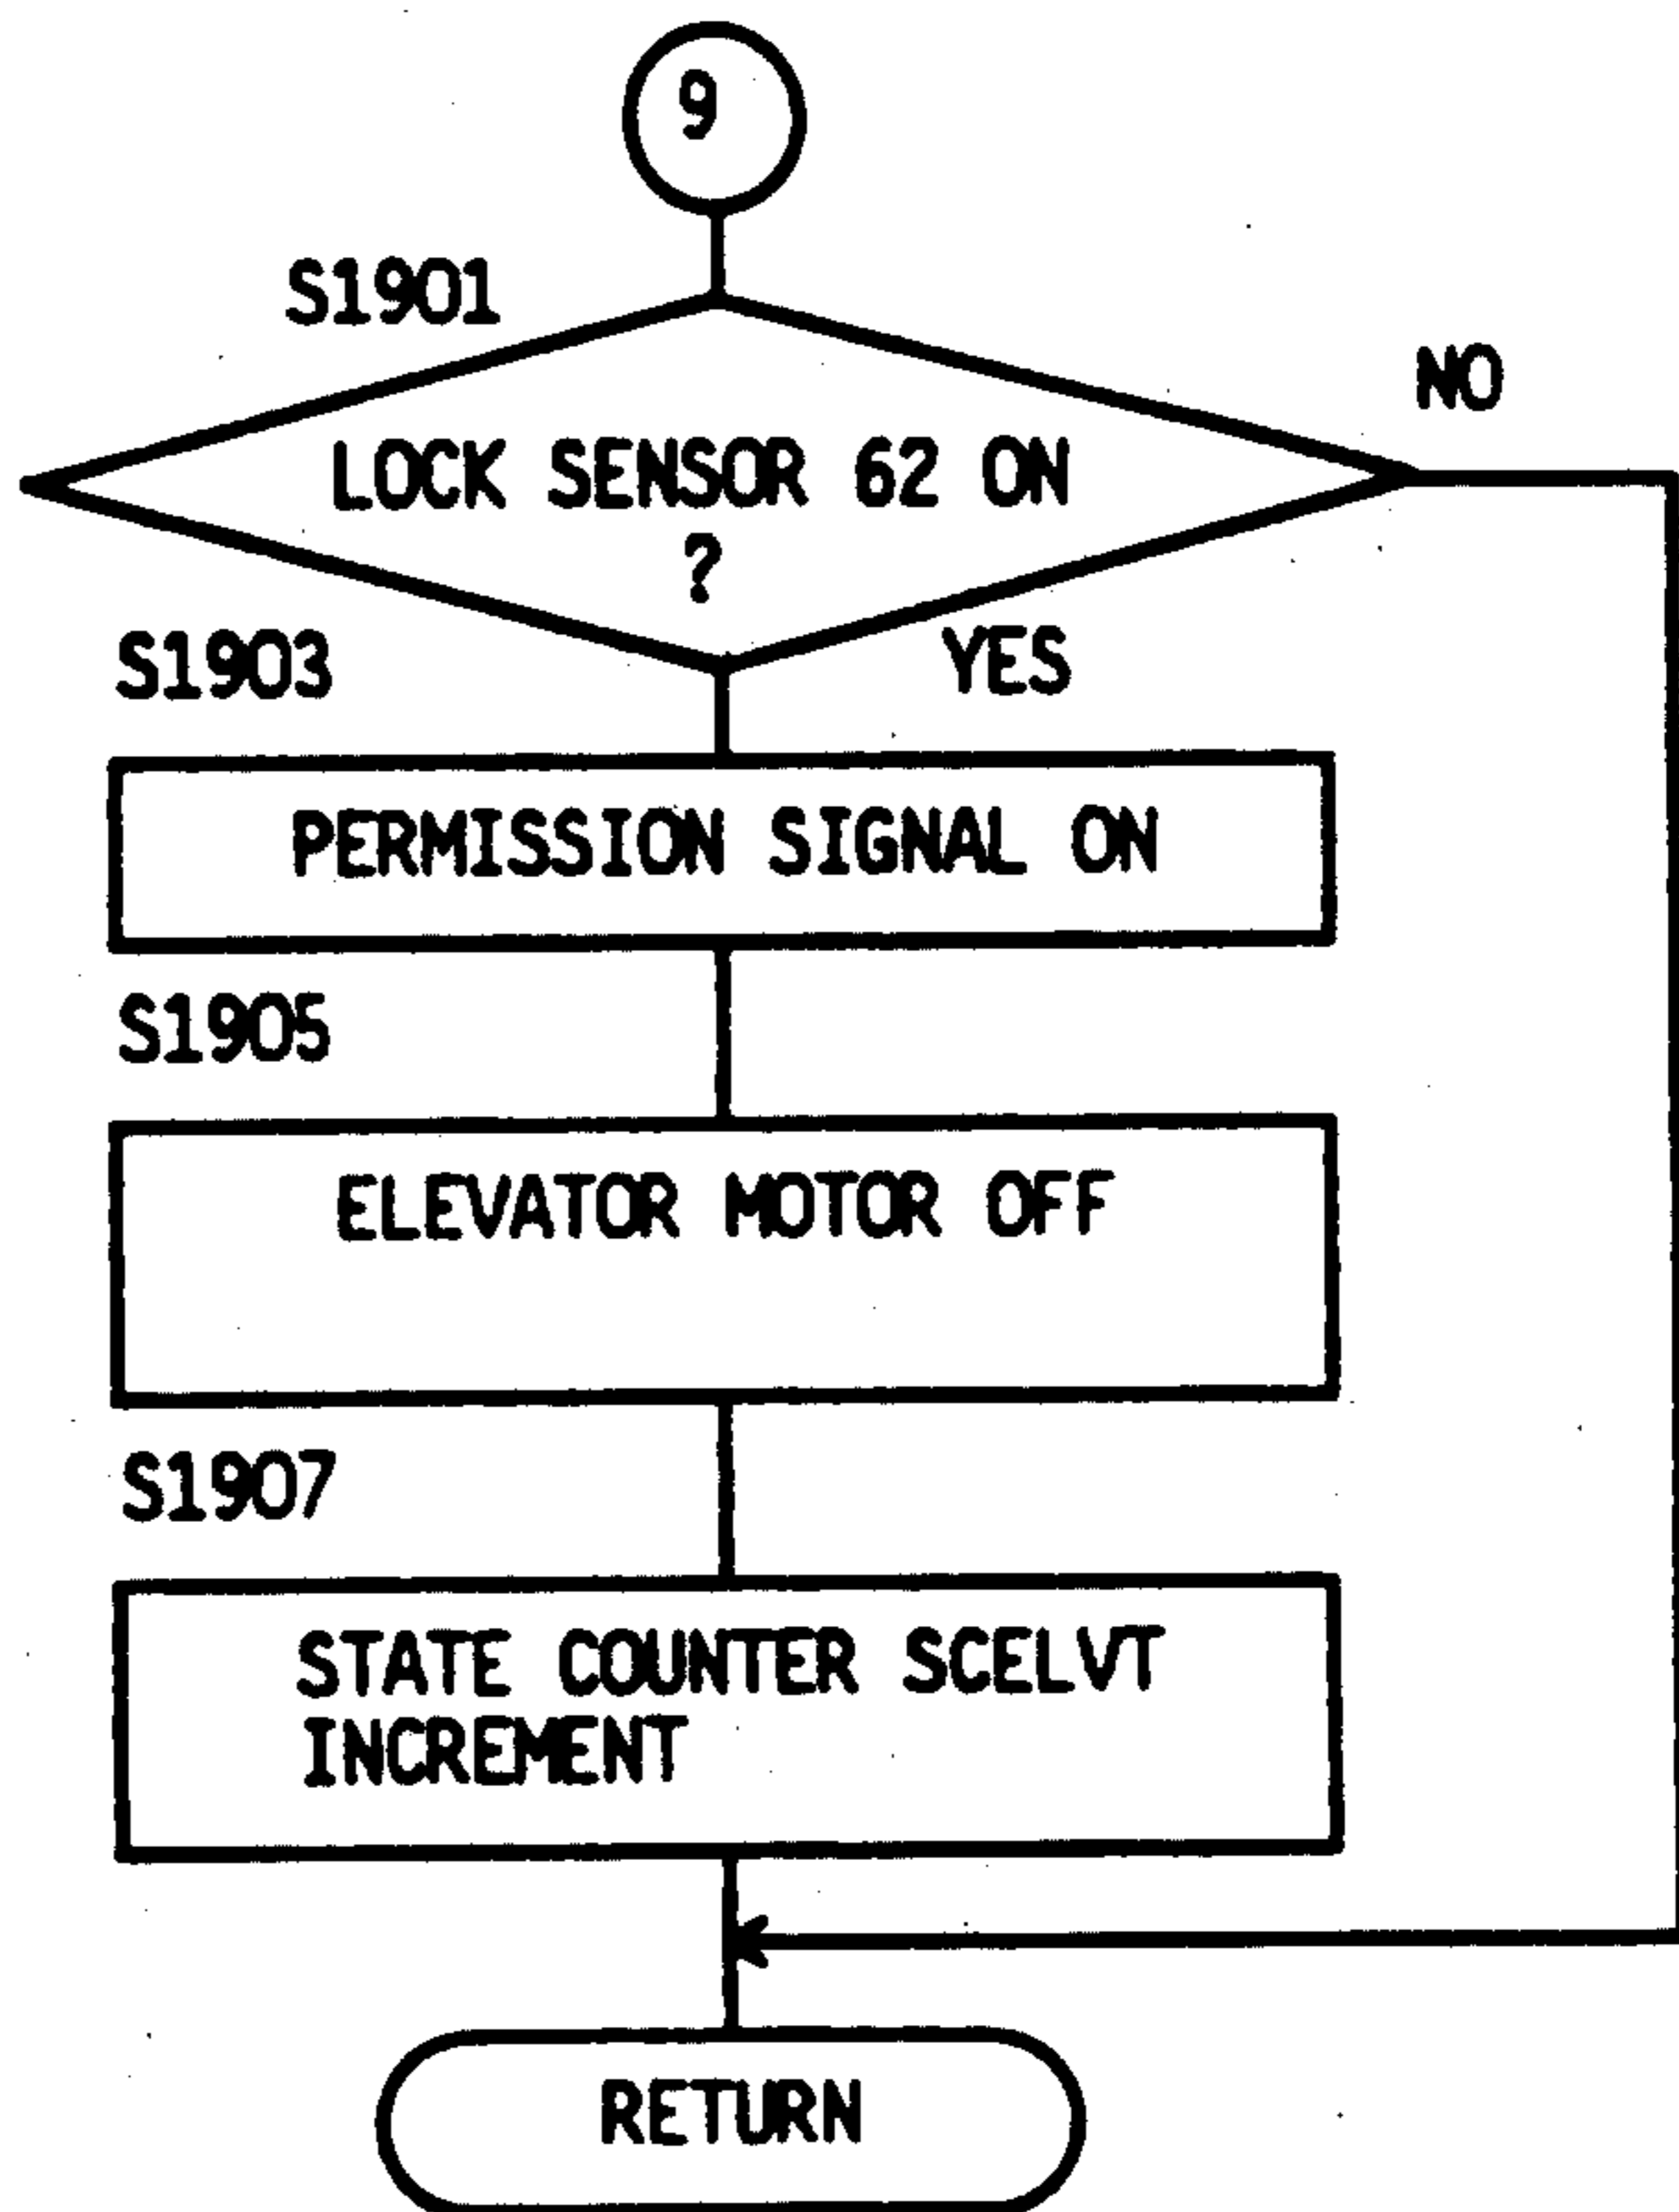 9
S1901
NO
LOCK SENSOR 62 ON
?
S1903
YES
PERMISSION SIGNAL ON
S1905
ELEVATOR MOTOR OFF
S1907
STATE COUNTER SCELVT
INCREMENT
RETURN